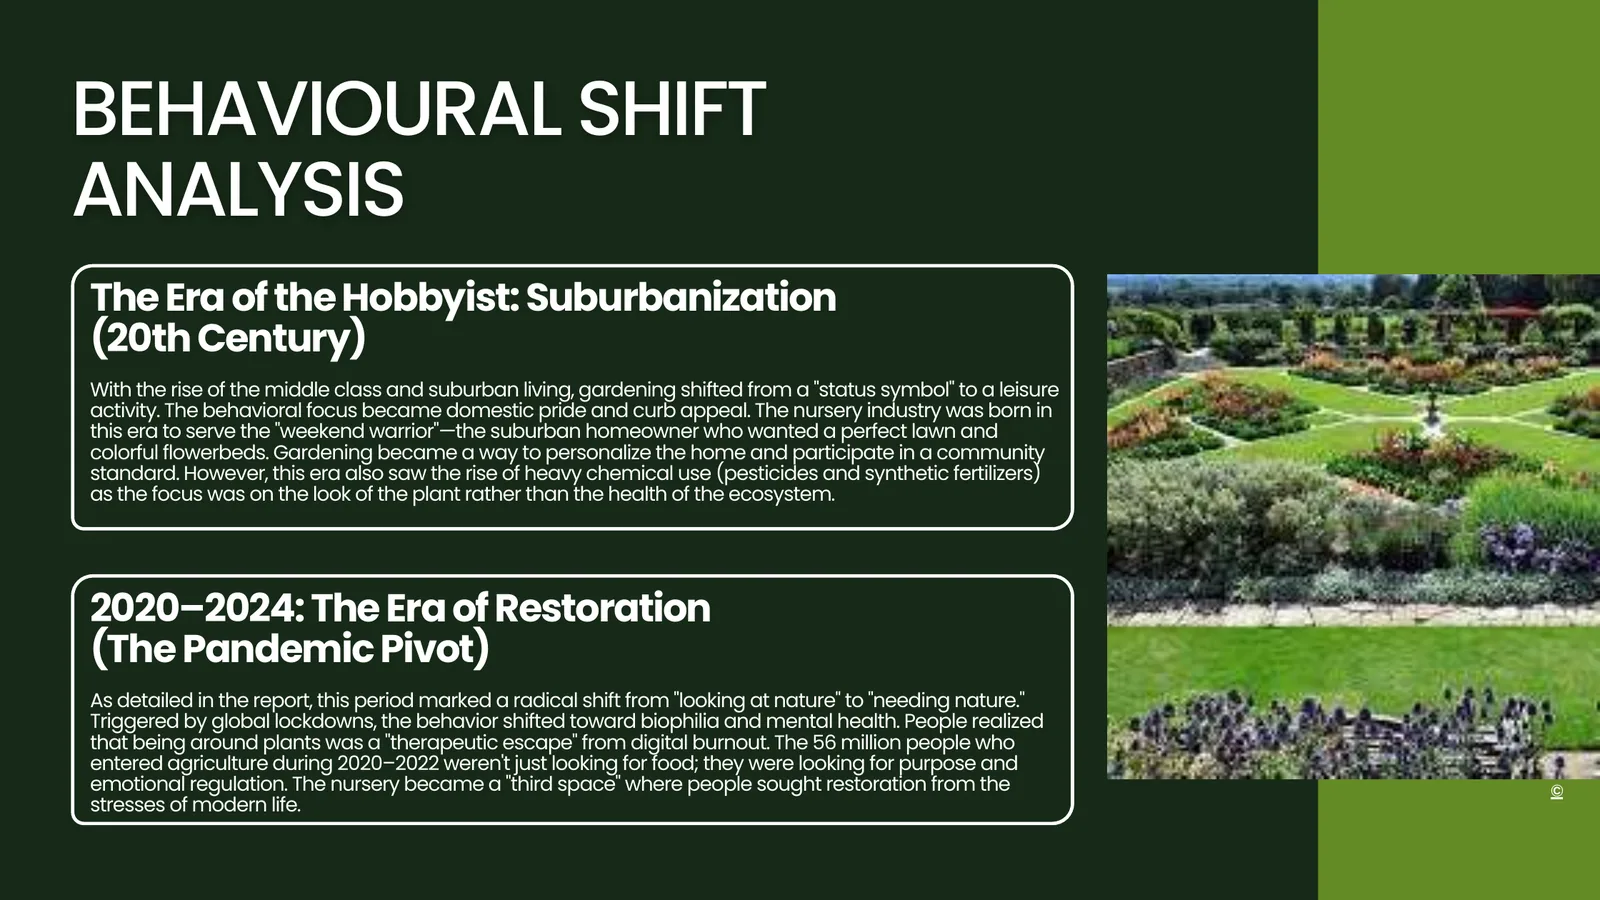 BEHAVIOURAL SHIFT
ANALYSIS
The Era of the Hobbyist: Suburbanization
(20th Century)
With the rise of the middle class and suburban living, gardening shifted from a "status symbol" to a leisure
activity. The behavioral focus became domestic pride and curb appeal. The nursery industry was born in
this era to serve the "weekend warrior"—the suburban homeowner who wanted a perfect lawn and
colorful flowerbeds. Gardening became a way to personalize the home and participate in a community
standard. However, this era also saw the rise of heavy chemical use (pesticides and synthetic fertilizers)
as the focus was on the look of the plant rather than the health of the ecosystem.
2020–2024: The Era of Restoration
(The Pandemic Pivot)
As detailed in the report, this period marked a radical shift from "looking at nature" to "needing nature."
Triggered by global lockdowns, the behavior shifted toward biophilia and mental health. People realized
that being around plants was a "therapeutic escape" from digital burnout. The 56 million people who
entered agriculture during 2020–2022 weren't just looking for food; they were looking for purpose and
emotional regulation. The nursery became a "third space" where people sought restoration from the
stresses of modern life.
©